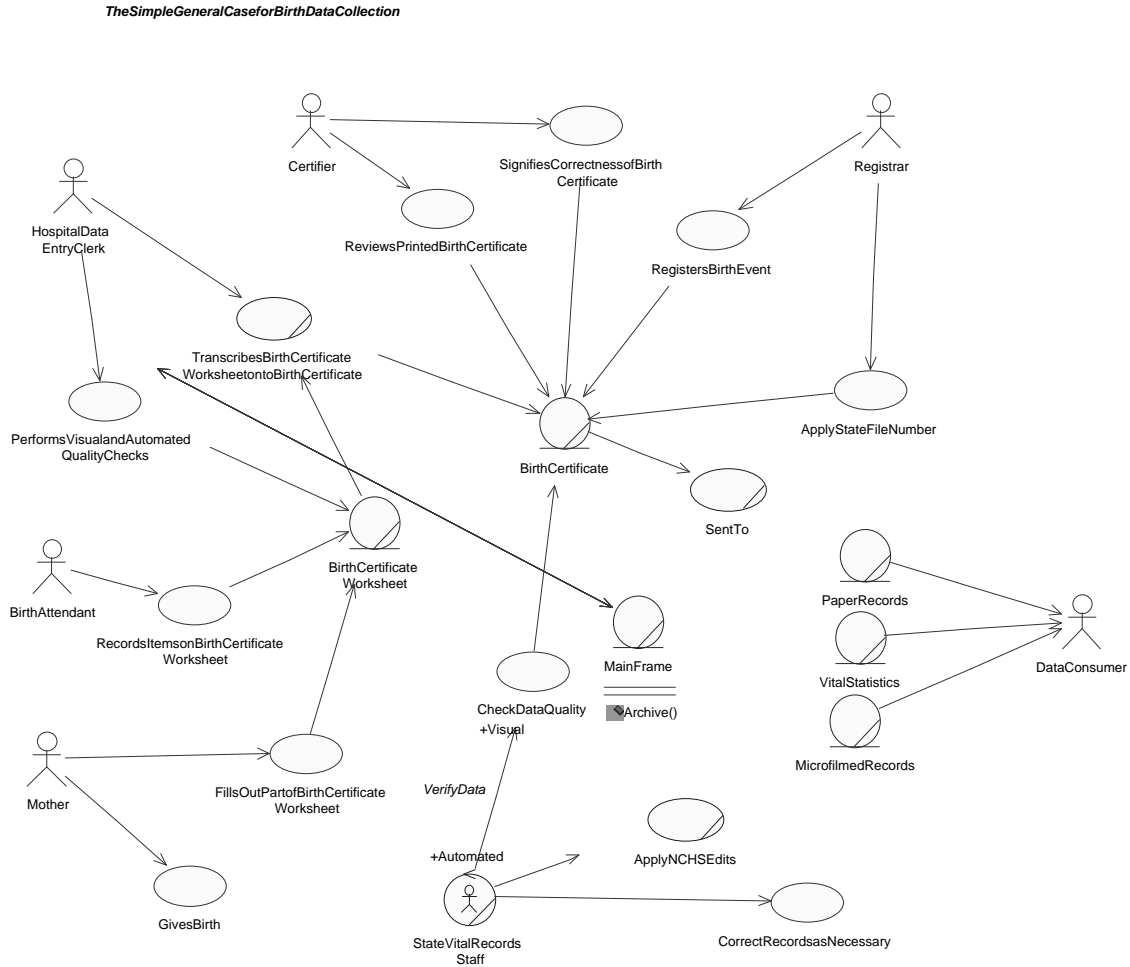 TheSimpleGeneralCaseforBirthDataCollection
Certifier
SignifiesCorrectnessofBirth
Certificate
Registrar
HospitalData
EntryClerk
ReviewsPrintedBirthCertificate
RegistersBirthEvent
TranscribesBirthCertificate
WorksheetontoBirthCertificate
PerformsVisualandAutomated
QualityChecks
ApplyStateFileNumber
BirthCertificate
SentTo
BirthCertificate
Worksheet
BirthAttendant
RecordsItemsonBirthCertificate
Worksheet
PaperRecords
MainFrame
Archive()
VitalStatistics
DataConsumer
CheckDataQuality
+Visual
MicrofilmedRecords
Mother
FillsOutPartofBirthCertificate
Worksheet
VerifyData
+Automated
ApplyNCHSEdits
GivesBirth
StateVitalRecords
Staff
CorrectRecordsasNecessary